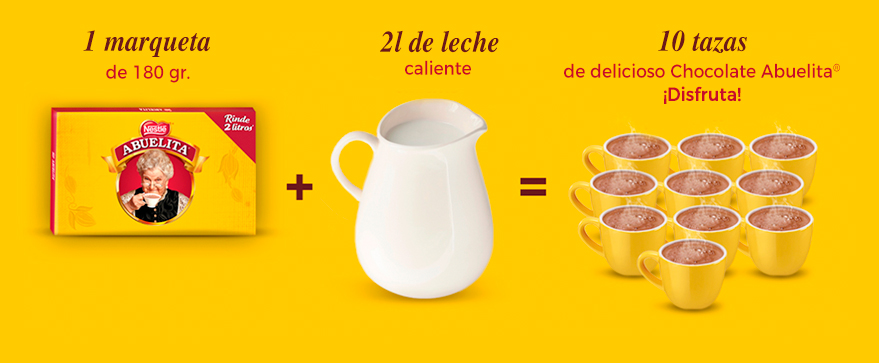 1 marqueta
de 180 gr.
2l de leche
caliente
10 tazas
de delicioso Chocolate Abuelita®
¡Disfruta!
Rinde
2 litros*
Nestlé
ABUELITA